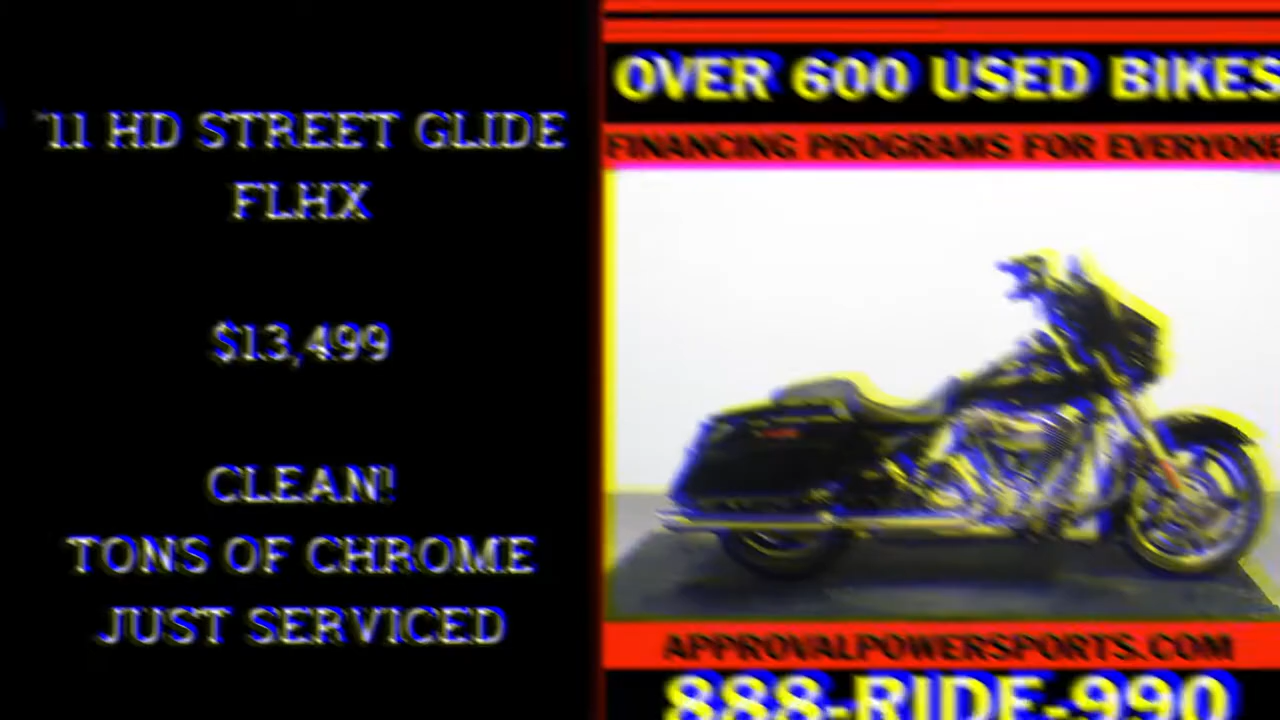 '11 HD STREET GLIDE
FLHX
$13,499
CLEAN!
TONS OF CHROME
JUST SERVICED
OVER 600 USED BIKES
FINANCING PROGRAMS FOR EVERYONE
APPROVALPOWERSPORTS.COM
888-RIDE-990